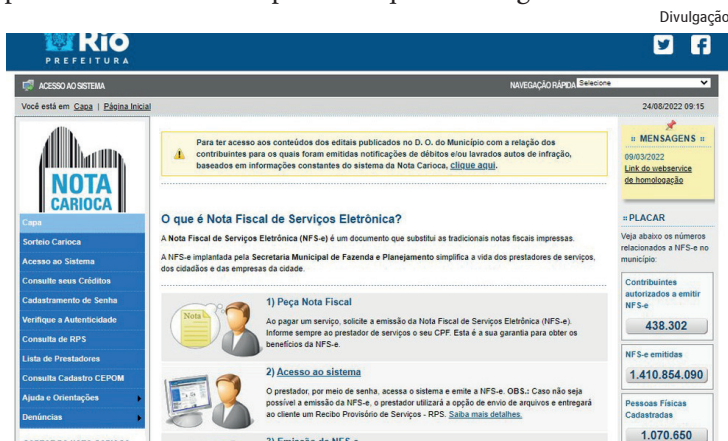 Divulgação
RIO
PREFEITURA
ACESSO AO SISTEMA
NAVEGAÇÃO RÁPIDA Selecione
Você está em Capa | Página Inicial
24/08/2022 09:15
NOTA
CARIOCA
Capa
Sorteio Carioca
Acesso ao Sistema
Consulte seus Créditos
Cadastramento de Senha
Verifique a Autenticidade
Consulta de RPS
Lista de Prestadores
Consulta Cadastro CEPOM
Ajuda e Orientações
Denúncias
Para ter acesso aos conteúdos dos editais publicados no D. O. do Município com a relação dos
contribuintes para os quais foram emitidas notificações de débitos e/ou lavrados autos de infração,
baseados em informações constantes do sistema da Nota Carioca, clique aqui.
O que é Nota Fiscal de Serviços Eletrônica?
A Nota Fiscal de Serviços Eletrônica (NFS-e) é um documento que substitui as tradicionais notas fiscais impressas.
A NFS-e implantada pela Secretaria Municipal de Fazenda e Planejamento simplifica a vida dos prestadores de serviços,
dos cidadãos e das empresas da cidade.
Nota
1) Peça Nota Fiscal
Ao pagar um serviço, solicite a emissão da Nota Fiscal de Serviços Eletrônica (NFS-e).
Informe sempre ao prestador de serviços o seu CPF. Esta é a sua garantia para obter os
benefícios da NFS-e.
2) Acesso ao sistema
O prestador, por meio de senha, acessa o sistema e emite a NFS-e. OBS.: Caso não seja
possível a emissão da NFS-e, o prestador utilizará a opção de envio de arquivos e entregará
ao cliente um Recibo Provisório de Serviços - RPS. Saiba mais detalhes.
:: MENSAGENS ::
09/03/2022
Link do webservice
de homologação
:: PLACAR
Veja abaixo os números
relacionados a NFS-e no
município:
Contribuintes
autorizados a emitir
NFS-e
438.302
NFS-e emitidas
1.410.854.090
Pessoas Físicas
Cadastradas
1.070.650